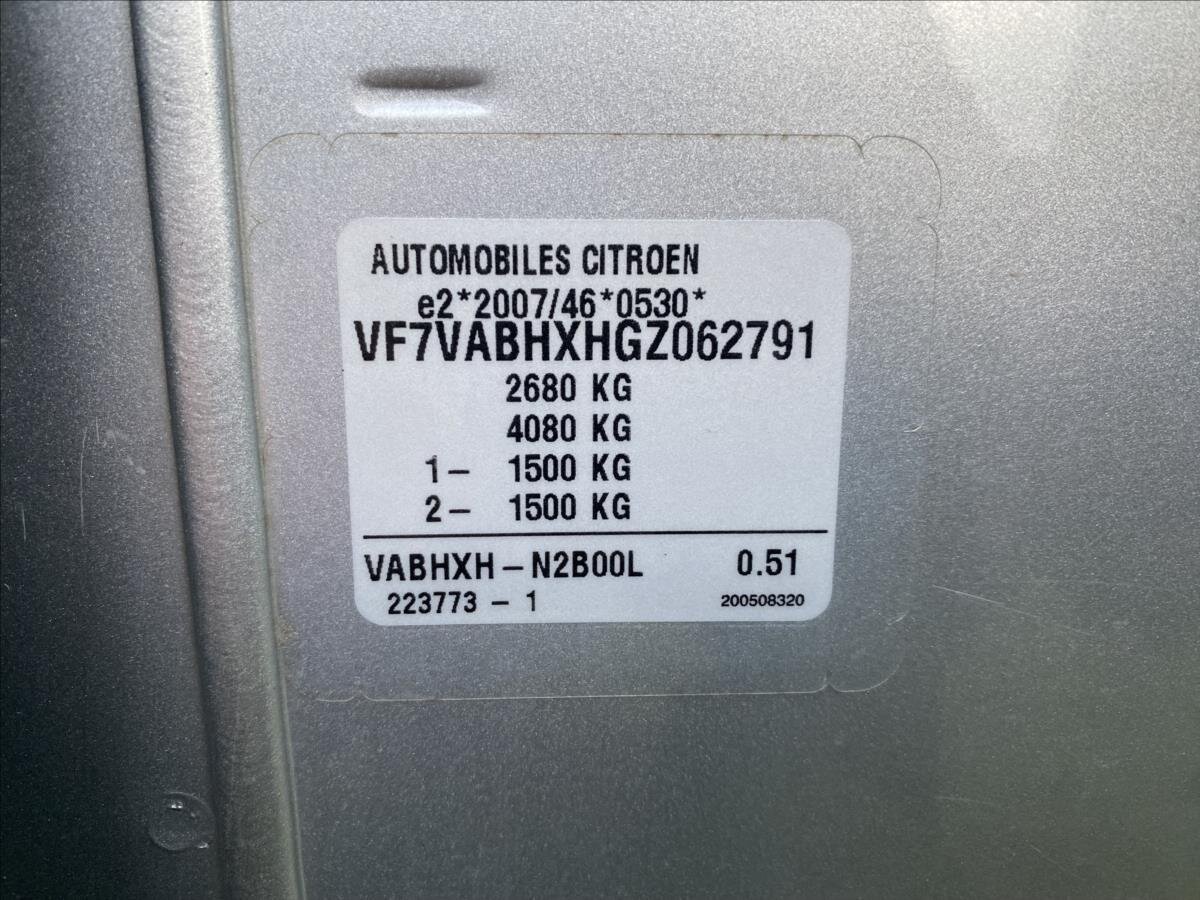 AUTOMOBILES CITROEN
e2*2007/46*0530*
VF7VABHXHGZ062791
2680 KG
4080 KG
1- 1500 KG
2- 1500 KG
VABHXH-N2B00L 0.51
223773 - 1 200508320